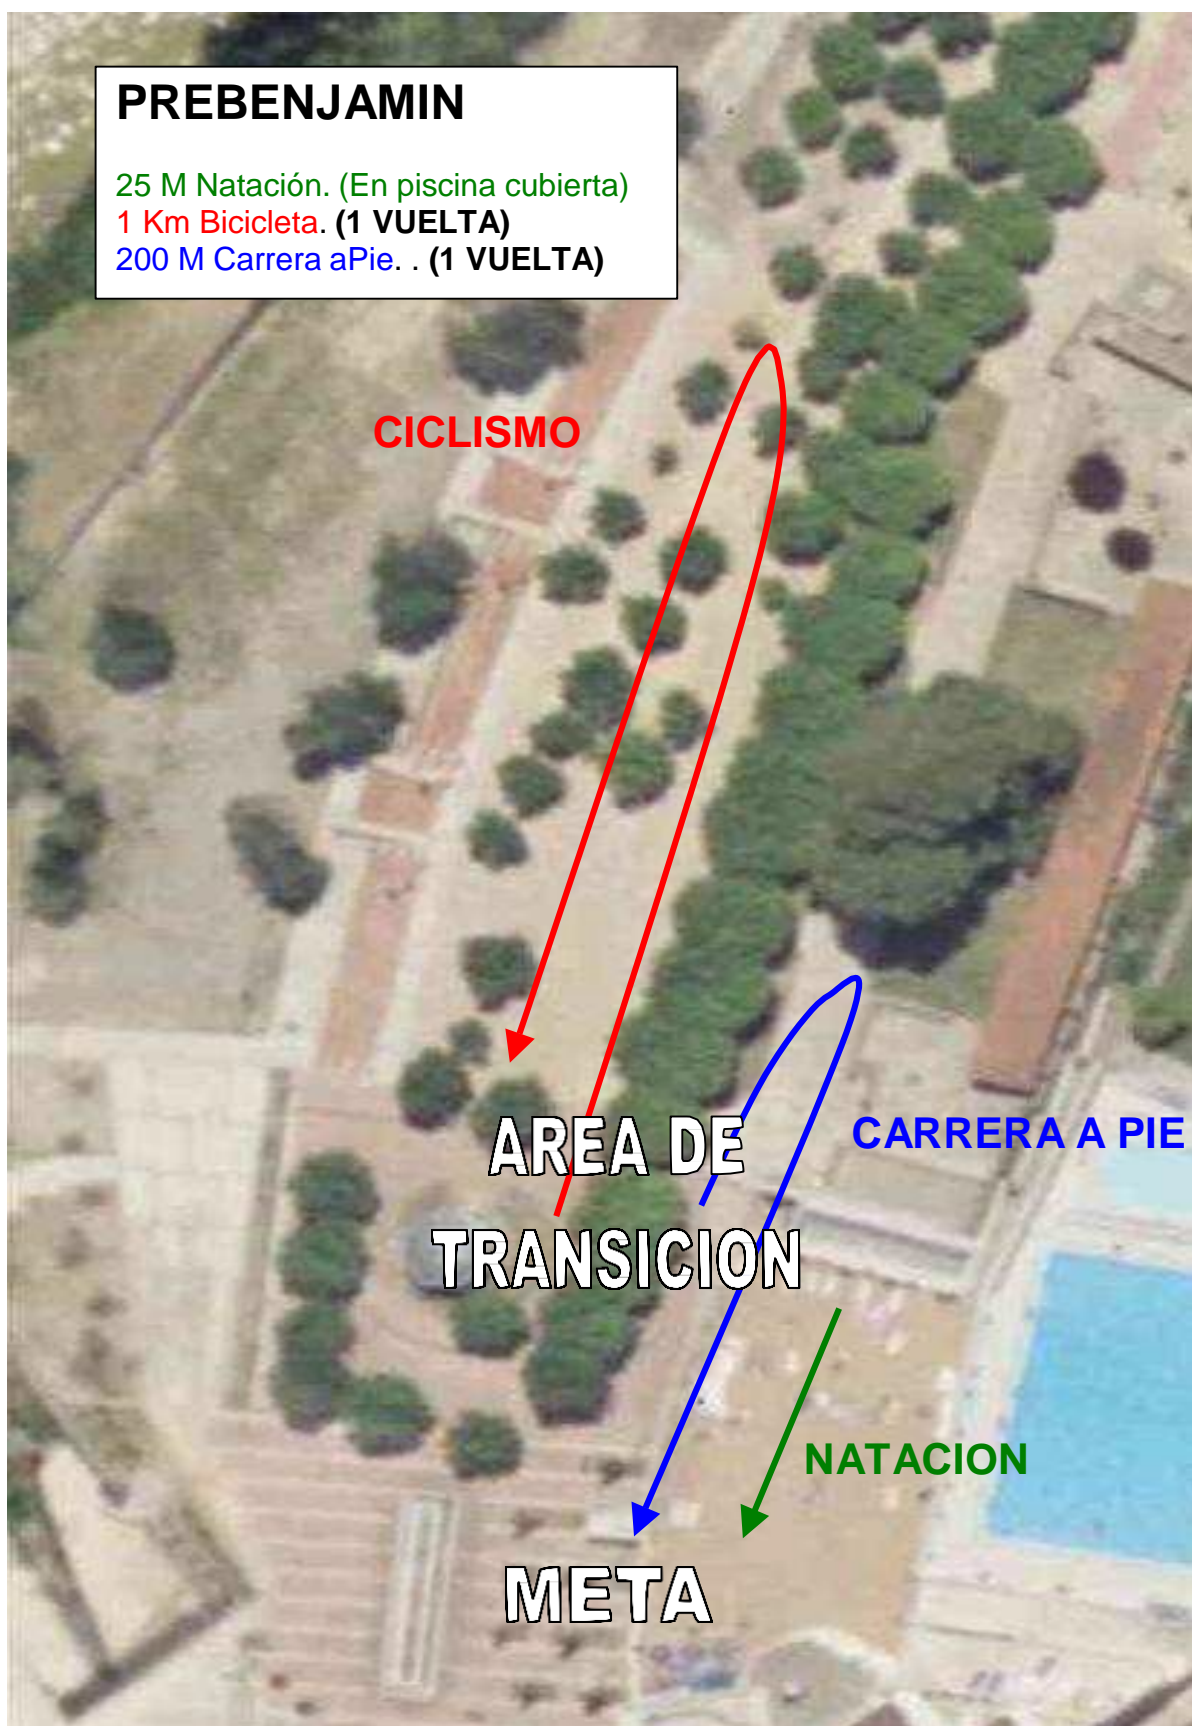 PREBENJAMIN
25 M Natación. (En piscina cubierta)
1 Km Bicicleta. (1 VUELTA)
200 M Carrera aPie. . (1 VUELTA)
CICLISMO
AREA DE
CARRERA A PIE
TRANSICION
NATACION
META